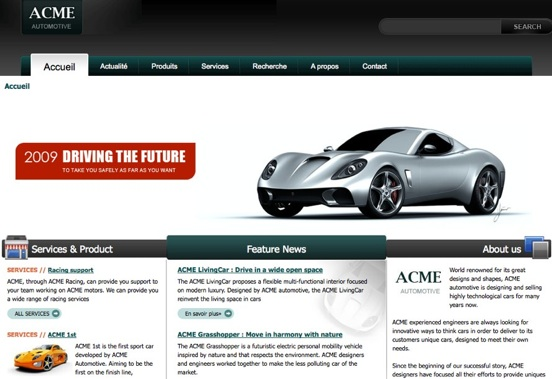 ACME
AUTOMOTIVE
SEARCH
Accueil
Actualité
Produits
Services
Recherche
A propos
Contact
Accueil
2009 DRIVING THE FUTURE
TO TAKE YOU SAFELY AS FAR AS YOU WANT
Services & Product
SERVICES // Racing support
ACME, through ACME Racing, can provide you support to
your team working on ACME motors. We can provide you
a wide range of racing services
ALL SERVICES
SERVICES // ACME 1st
ACME 1st is the first sport car
developed by ACME
Automotive. Aiming to be the
first on the finish line,
Feature News
ACME LivingCar : Drive in a wide open space
The ACME LivingCar proposes a flexible multi-functional interior focused
on modern luxury. Designed by ACME automotive, the ACME LivingCar
reinvent the living space in cars
En savoir plus+
ACME Grasshopper : Move in harmony with nature
The ACME Grasshopper is a futuristic electric personal mobility vehicle
inspired by nature and that respects the environment. ACME designers
and engineers worked together to make the less polluting car of the
market.
About us
ACME
AUTOMOTIVE
World renowned for its great
designs and shapes, ACME
automotive is designing and selling
highly technological cars for many
years now.
ACME experienced engineers are always looking for
innovative ways to think cars in order to deliver to its
customers unique cars, designed to meet their own
needs.
Since the beginning of our successful story, ACME
designers have focused all their efforts to provide uniques